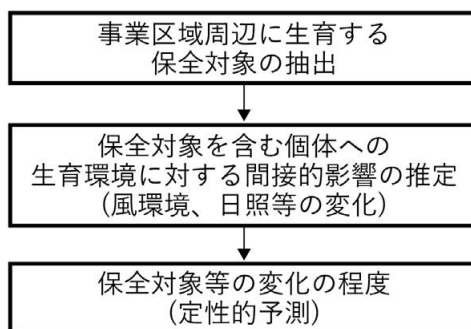 事業区域周辺に生育する
保全対象の抽出
保全対象を含む個体への
生育環境に対する間接的影響の推定
(風環境、日照等の変化)
保全対象等の変化の程度
(定性的予測)